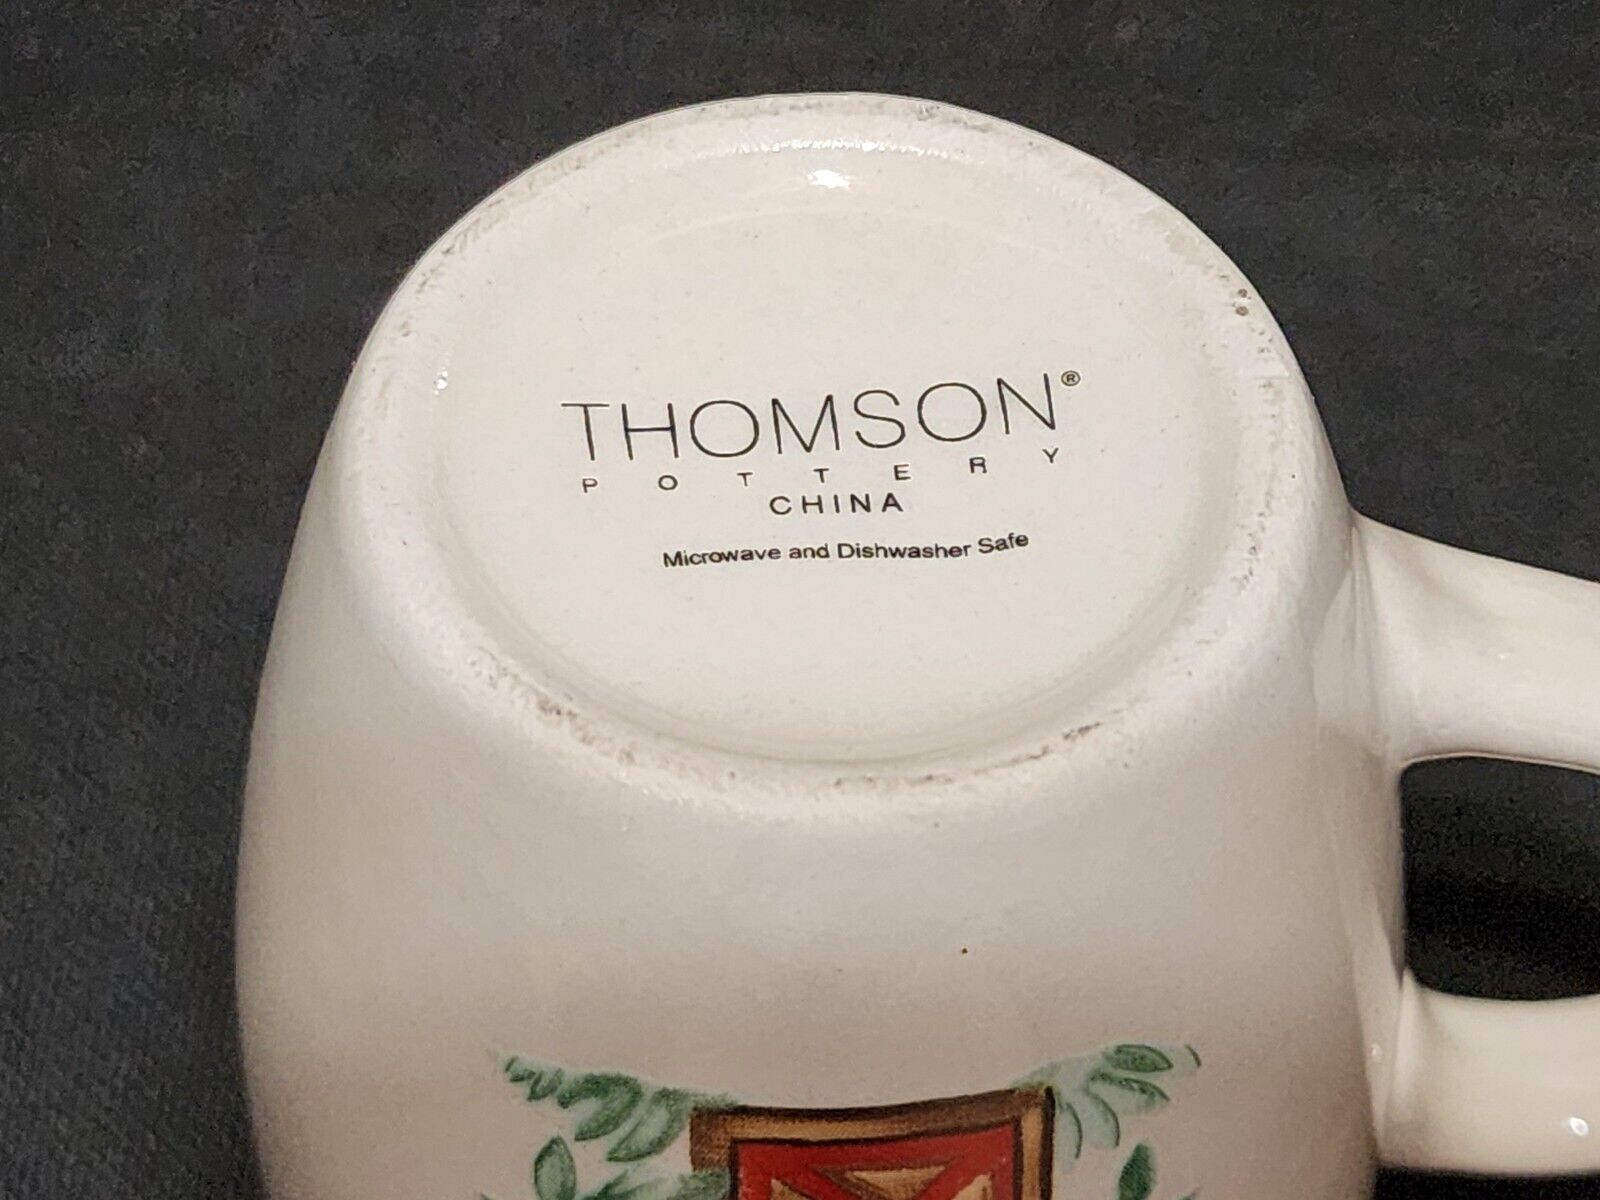 THOMSON®
POTTERY
CHINA
Microwave and Dishwasher Safe